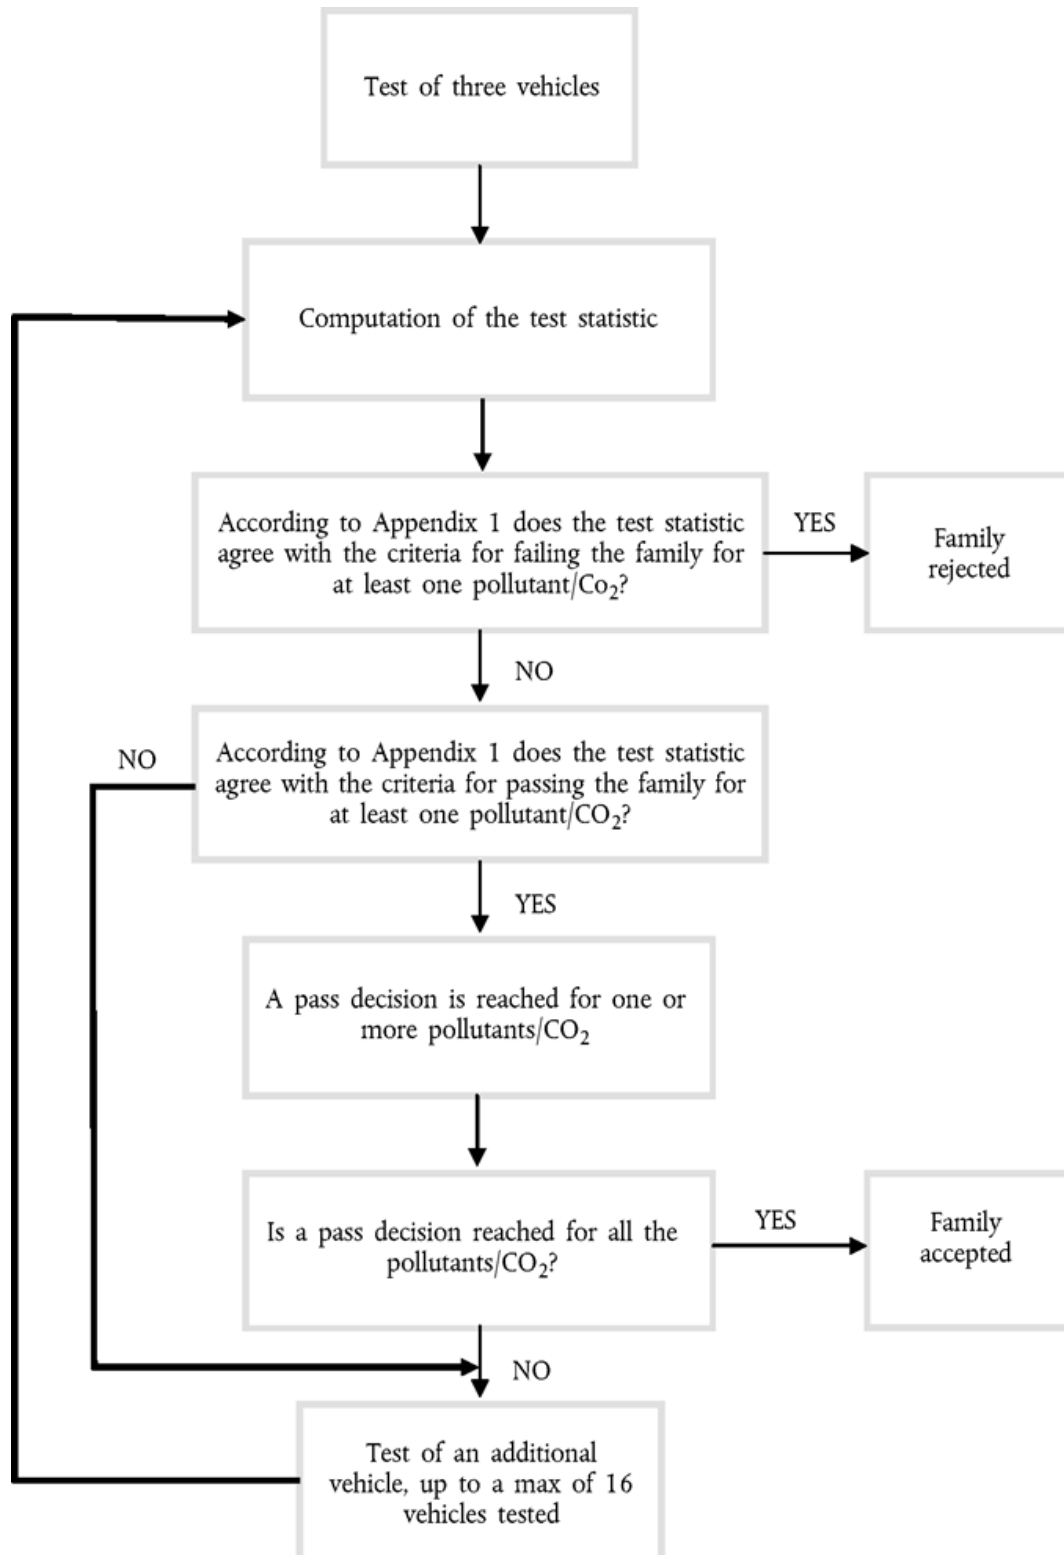 Test of three vehicles
Computation of the test statistic
According to Appendix 1 does the test statistic
agree with the criteria for failing the family for
at least one pollutant/Co₂?
YES
Family
rejected
NO
According to Appendix 1 does the test statistic
agree with the criteria for passing the family for
at least one pollutant/CO₂?
NO
YES
A pass decision is reached for one or
more pollutants/CO₂
Is a pass decision reached for all the
pollutants/CO₂?
YES
Family
accepted
NO
Test of an additional
vehicle, up to a max of 16
vehicles tested